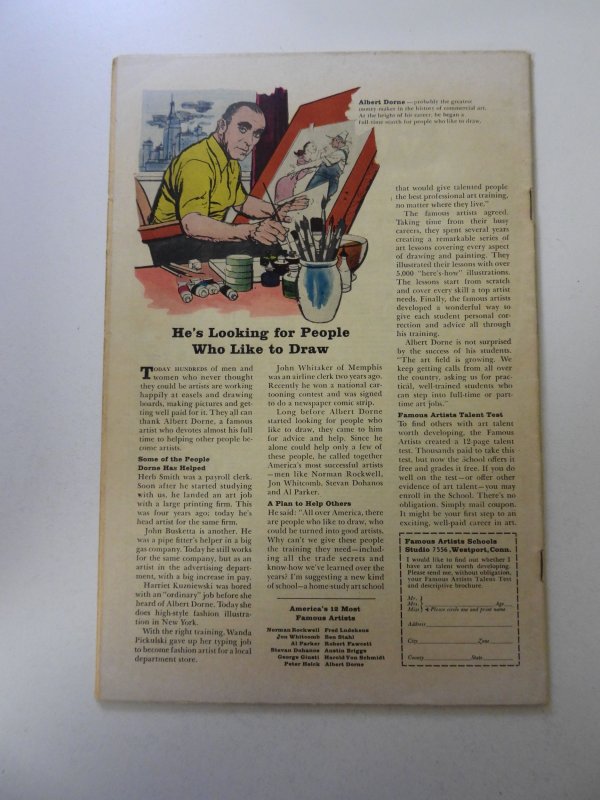 Albert Dorne — probably the greatest
money-maker in the history of commercial art.
At the height of his career, he began a
full-time search for people who like to draw.
He's Looking for People
Who Like to Draw
TODAY HUNDREDS of men and
women who never thought
they could be artists are working
happily at easels and drawing
boards, making pictures and get-
ting well paid for it. They all can
thank Albert Dorne, a famous
artist who devotes almost his full
time to helping other people be-
come artists.
Some of the People
Dorne Has Helped
Herb Smith was a payroll clerk.
Soon after he started studying
with us, he landed an art job
with a large printing firm. This
was four years ago; today he's
head artist for the same firm.
John Busketta is another. He
was a pipe fitter's helper in a big
gas company. Today he still works
for the same company, but as an
artist in the advertising depart-
ment, with a big increase in pay.
Harriet Kuzniewski was bored
with an "ordinary" job before she
heard of Albert Dorne. Today she
does high-style fashion illustra-
tion in New York.
With the right training, Wanda
Pickulski gave up her typing job
to become fashion artist for a local
department store.
John Whitaker of Memphis
was an airline clerk two years ago.
Recently he won a national car-
tooning contest and was signed
to do a newspaper comic strip.
Long before Albert Dorne
started looking for people who
like to draw, they came to him
for advice and help. Since he
alone could help only a few of
these people, he called together
America's most successful artists
—men like Norman Rockwell,
Jon Whitcomb, Stevan Dohanos
and Al Parker.
A Plan to Help Others
He said: "All over America, there
are people who like to draw, who
could be turned into good artists.
Why can't we give these people
the training they need—includ-
ing all the trade secrets and
know-how we've learned over the
years? I'm suggesting a new kind
of school—a home study art school
that would give talented people
the best professional art training,
no matter where they live."
The famous artists agreed.
Taking time from their busy
careers, they spent several years
creating a remarkable series of
art lessons covering every aspect
of drawing and painting. They
illustrated their lessons with over
5,000 "here's-how" illustrations.
The lessons start from scratch
and cover every skill a top artist
needs. Finally, the famous artists
developed a wonderful way to
give each student personal cor-
rection and advice all through
his training.
Albert Dorne is not surprised
by the success of his students.
"The art field is growing. We
keep getting calls from all over
the country, asking us for prac-
tical, well-trained students who
can step into full-time or part-
time art jobs."
Famous Artists Talent Test
To find others with art talent
worth developing, the Famous
Artists created a 12-page talent
test. Thousands paid to take this
test, but now the School offers it
free and grades it free. If you do
well on the test—or offer other
evidence of art talent—you may
enroll in the School. There's no
obligation. Simply mail coupon.
It might be your first step to an
exciting, well-paid career in art.
America's 12 Most
Famous Artists
Norman Rockwell Fred Ludekens
Jon Whitcomb Ben Stahl
Al Parker Robert Fawcett
Stevan Dohanos Austin Briggs
George Giusti Harold Von Schmidt
Peter Helck Albert Dorne
Famous Artists Schools
Studio 7356, Westport, Conn.
I would like to find out whether I
have art talent worth developing.
Please send me, without obligation,
your Famous Artists Talent Test
and descriptive brochure.
Mr.
Mrs. Age
Miss Please circle one and print name
Address
City Zone
County State